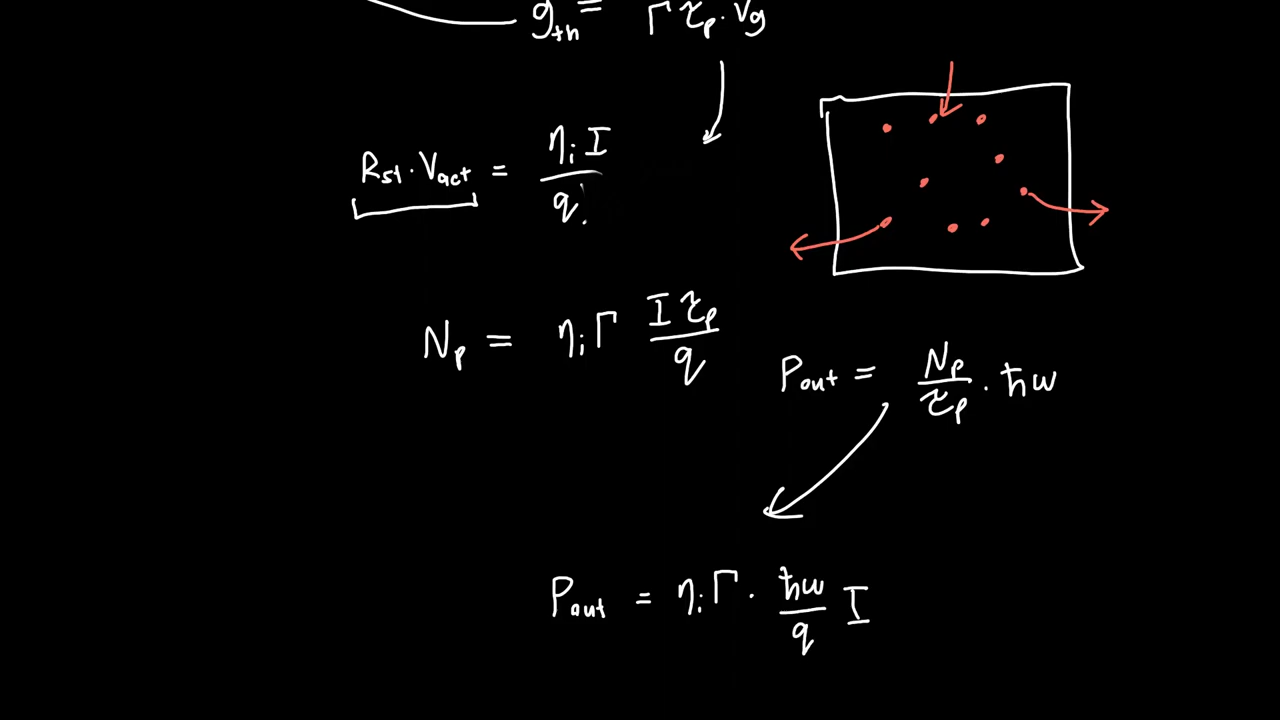 g_th = Γ τ_p · v_g
R_st · V_act = η_i I / q
N_p = η_i Γ I τ_p / q
P_out = N_p / τ_p · ħω
P_out = η_i Γ · ħω / q I